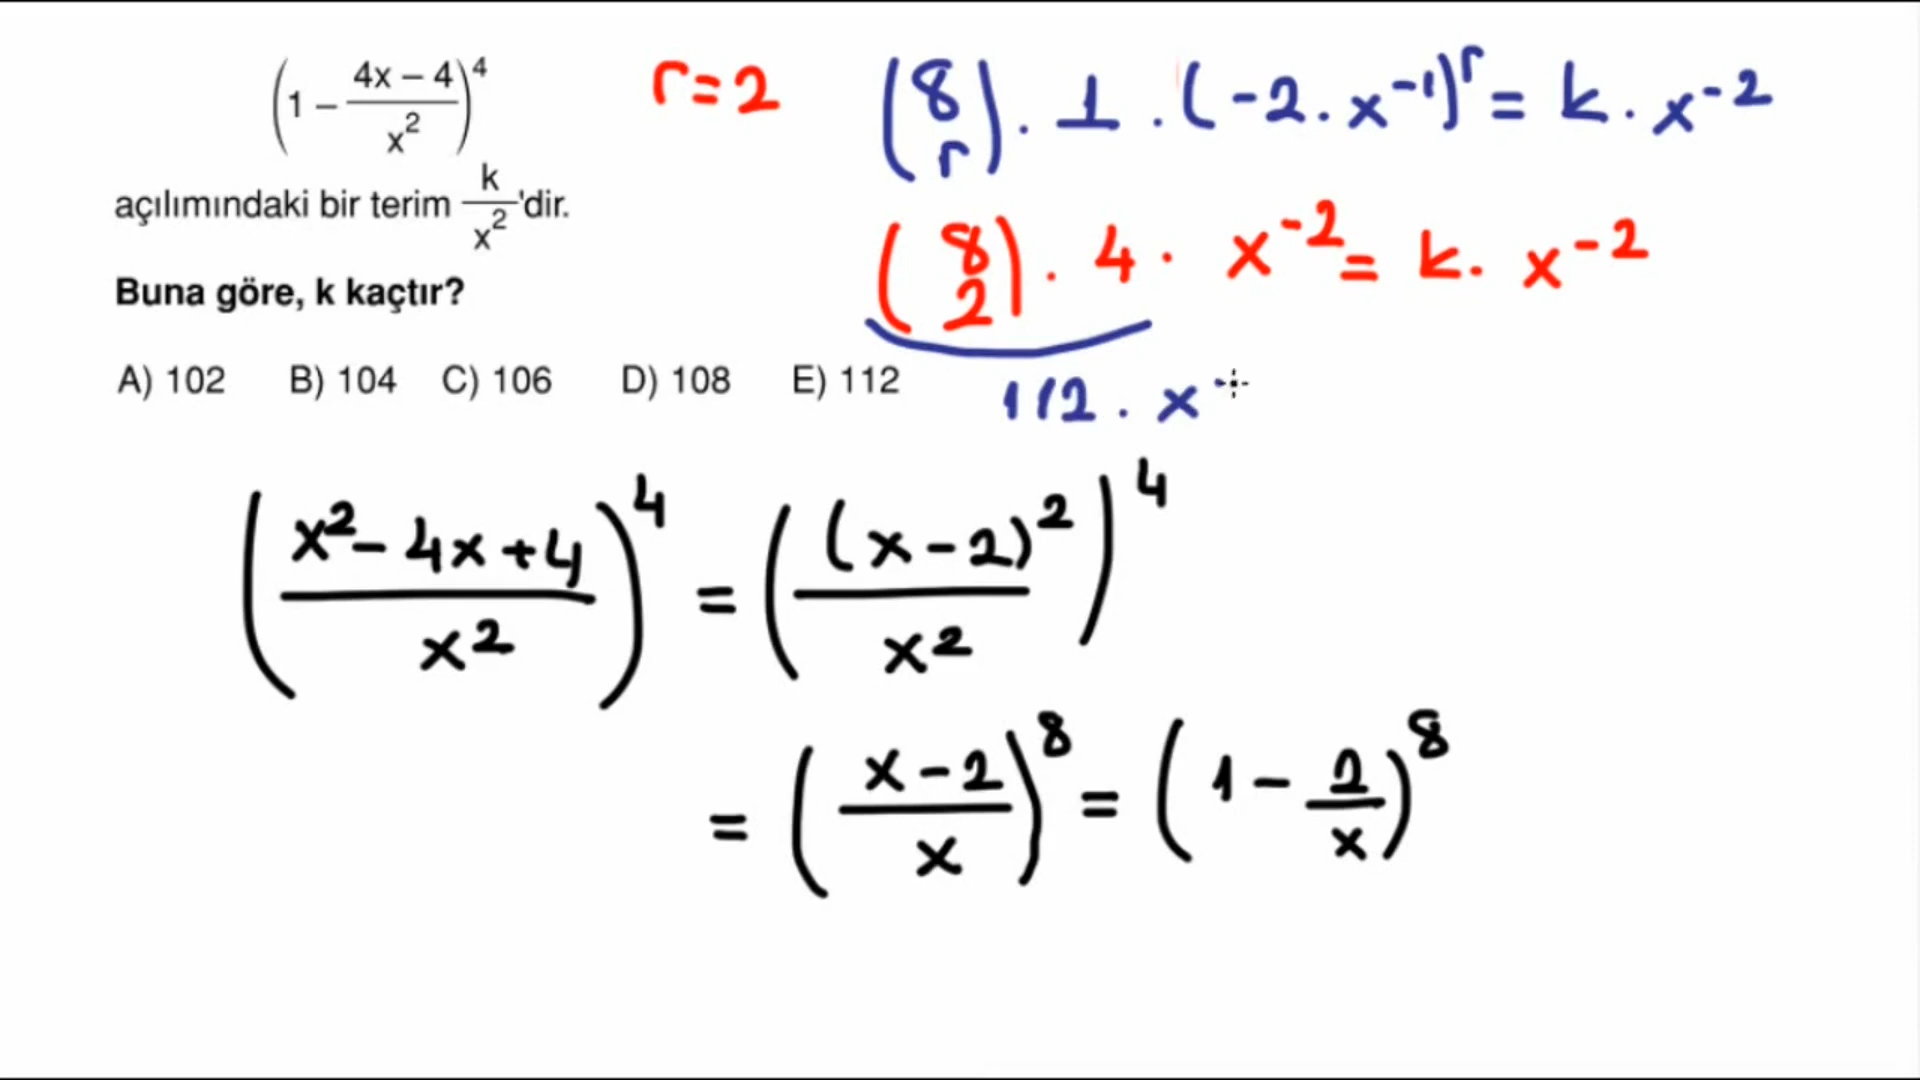 (1 − (4x − 4)/x²)⁴
açılımındaki bir terim k/x² 'dir.
Buna göre, k kaçtır?
A) 102 B) 104 C) 106 D) 108 E) 112
r = 2
(8 r) . 1 . (-2 . x⁻¹)ʳ = k . x⁻²
(8 2) . 4 . x⁻² = k . x⁻²
112 . x⁻
((x² - 4x + 4)/x²)⁴ = ((x - 2)²/x²)⁴
= ((x - 2)/x)⁸ = (1 - 2/x)⁸